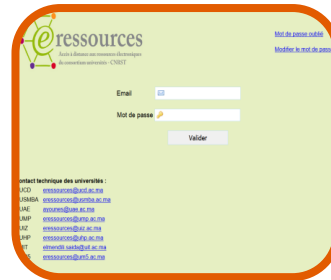 eressources
Accès à distance aux ressources électroniques
du consortium universités - CNRST
Mot de passe oublié
Modifier le mot de pass
Email
Mot de passe
Valider
ontact technique des universités :
UCD eressources@ucd.ac.ma
USMBA eressources@usmba.ac.ma
UAE ayounes@uae.ac.ma
UMP eressources@ump.ac.ma
UIZ eressources@uiz.ac.ma
UHP eressources@uhp.ac.ma
IT elmendili.saida@uit.ac.ma
eressources@um5.ac.ma